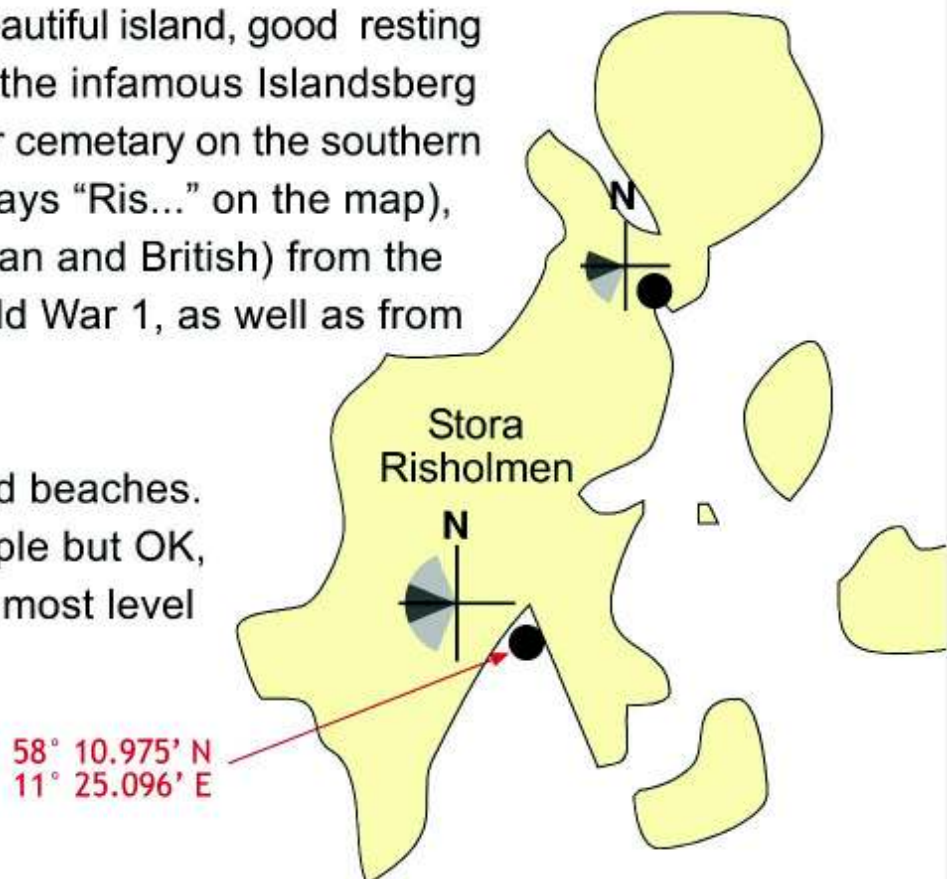 autiful island, good resting
the infamous Islandsberg
cemetary on the southern
ays “Ris...” on the map),
an and British) from the
ld War 1, as well as from
N
Stora
Risholmen
d beaches.
ple but OK,
most level
N
58° 10.975’ N
11° 25.096’ E